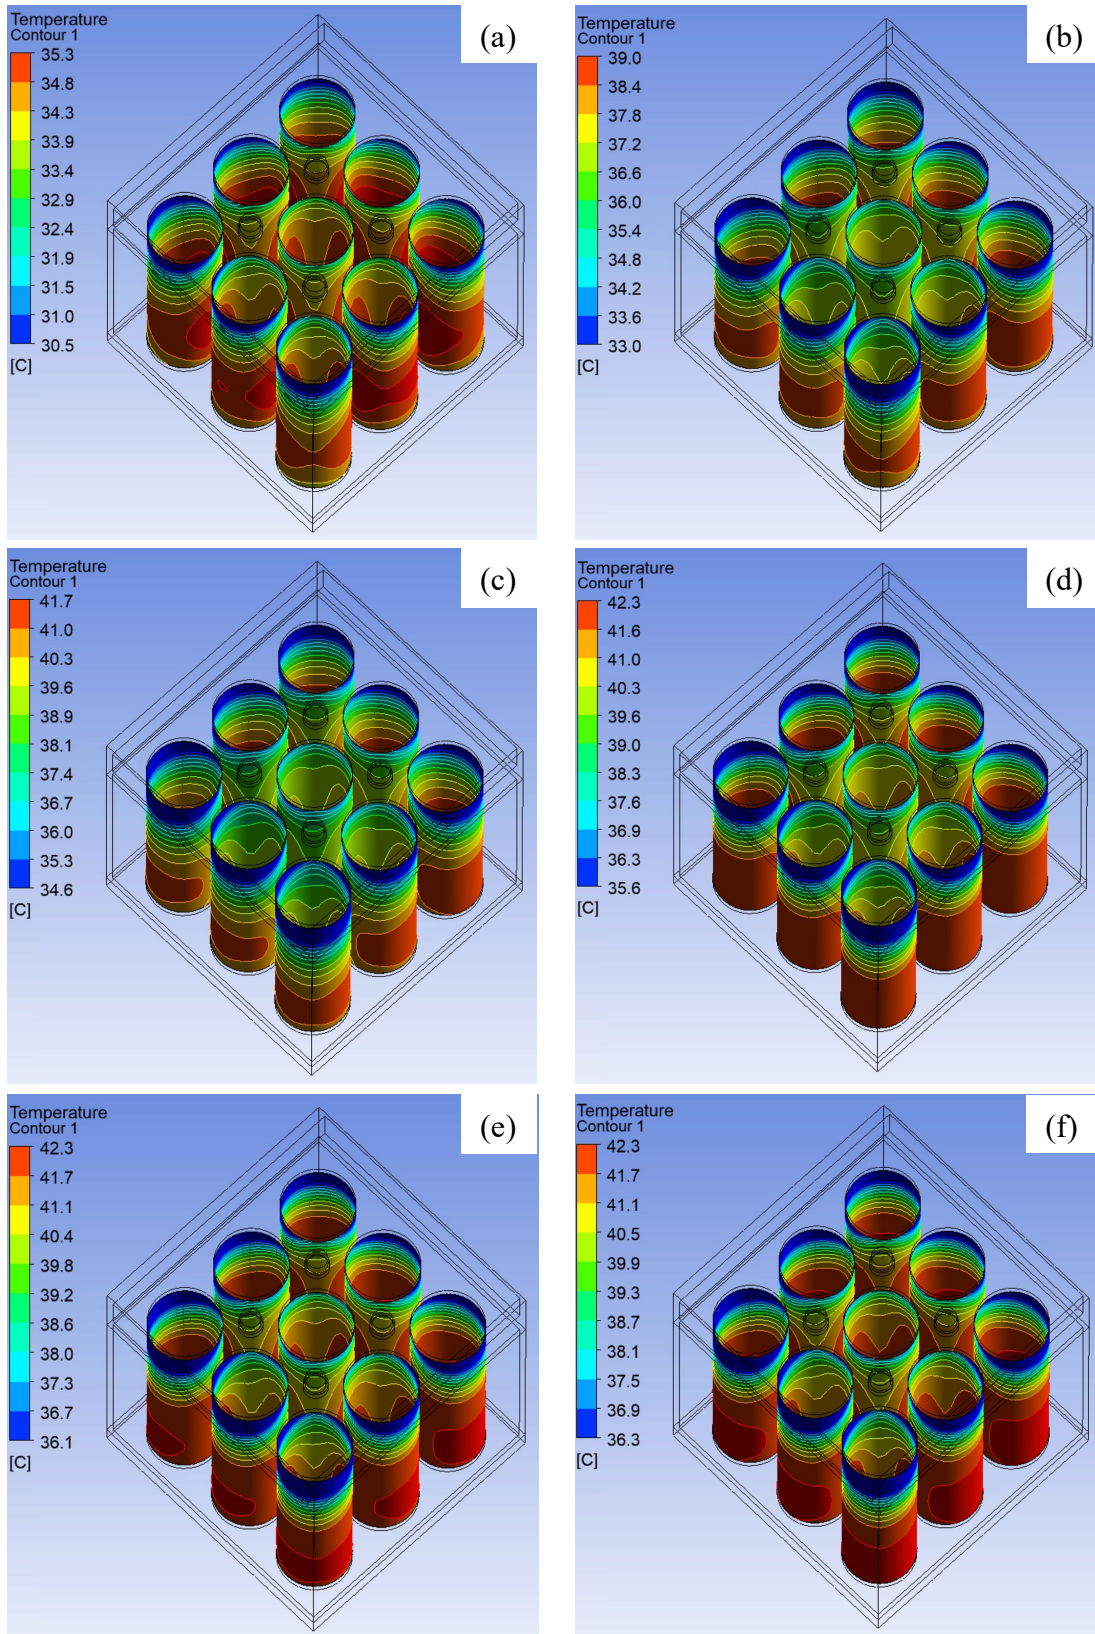 Temperature
Contour 1
(a)
35.3
34.8
34.3
33.9
33.4
32.9
32.4
31.9
31.5
31.0
30.5
[C]
Temperature
Contour 1
(b)
39.0
38.4
37.8
37.2
36.6
36.0
35.4
34.8
34.2
33.6
33.0
[C]
Temperature
Contour 1
(c)
41.7
41.0
40.3
39.6
38.9
38.1
37.4
36.7
36.0
35.3
34.6
[C]
Temperature
Contour 1
(d)
42.3
41.6
41.0
40.3
39.6
39.0
38.3
37.6
36.9
36.3
35.6
[C]
Temperature
Contour 1
(e)
42.3
41.7
41.1
40.4
39.8
39.2
38.6
38.0
37.3
36.7
36.1
[C]
Temperature
Contour 1
(f)
42.3
41.7
41.1
40.5
39.9
39.3
38.7
38.1
37.5
36.9
36.3
[C]